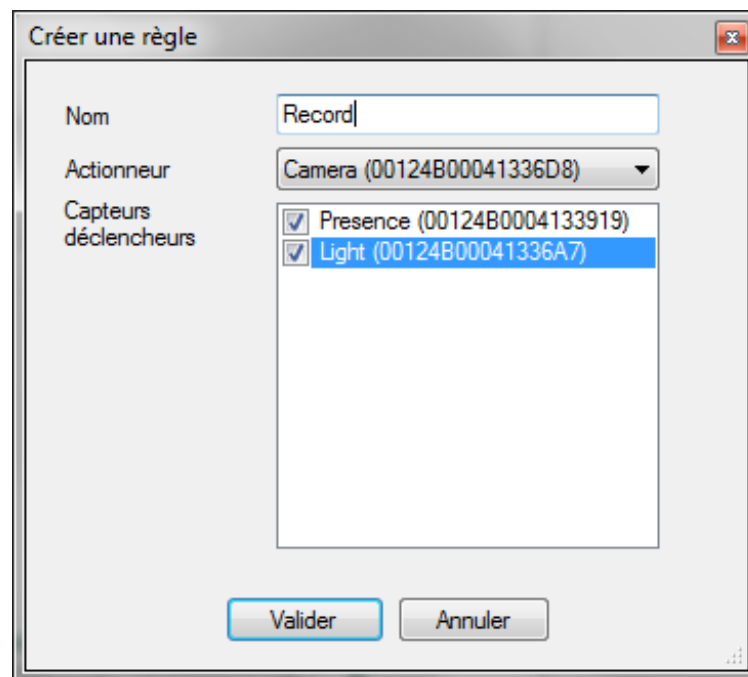 Créer une règle
Nom
Record
Actionneur
Camera (00124B00041336D8)
Capteurs
déclencheurs
Presence (00124B0004133919)
Light (00124B00041336A7)
Valider
Annuler